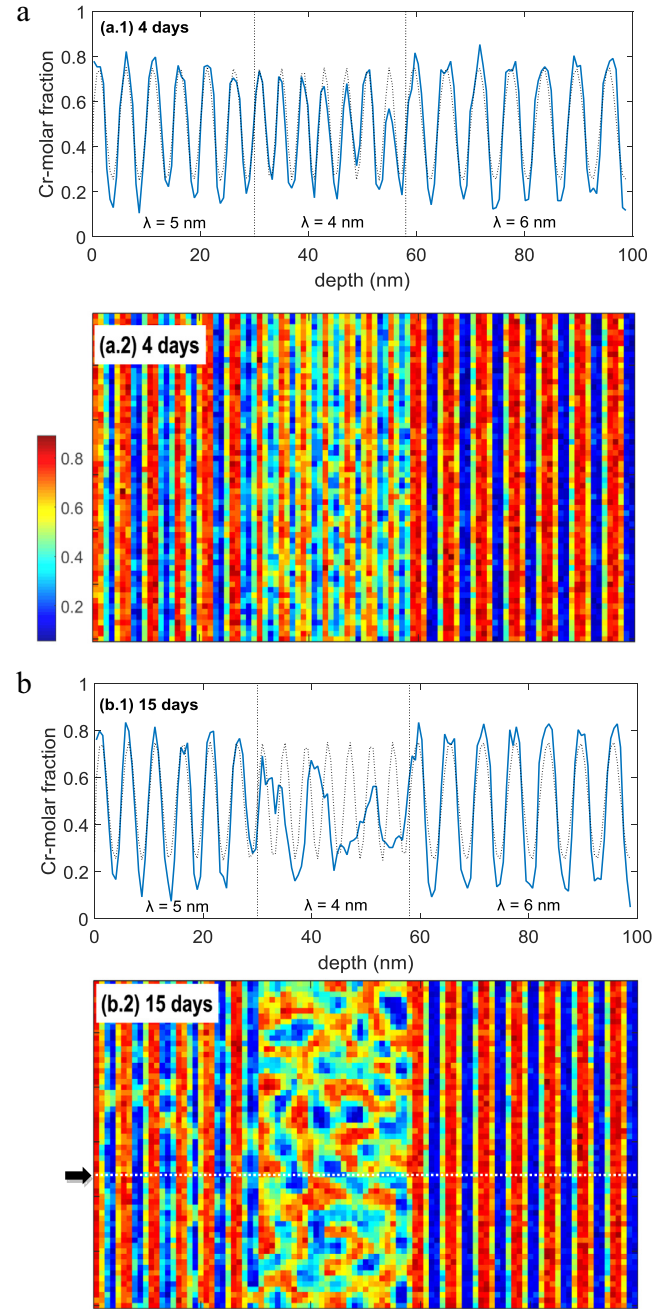 a
(a.1) 4 days
1
0.8
0.6
0.4
0.2
0
Cr-molar fraction
λ = 5 nm
λ = 4 nm
λ = 6 nm
0
20
40
60
80
100
depth (nm)
(a.2) 4 days
0.8
0.6
0.4
0.2
b
(b.1) 15 days
1
0.8
0.6
0.4
0.2
0
Cr-molar fraction
λ = 5 nm
λ = 4 nm
λ = 6 nm
0
20
40
60
80
100
depth (nm)
(b.2) 15 days